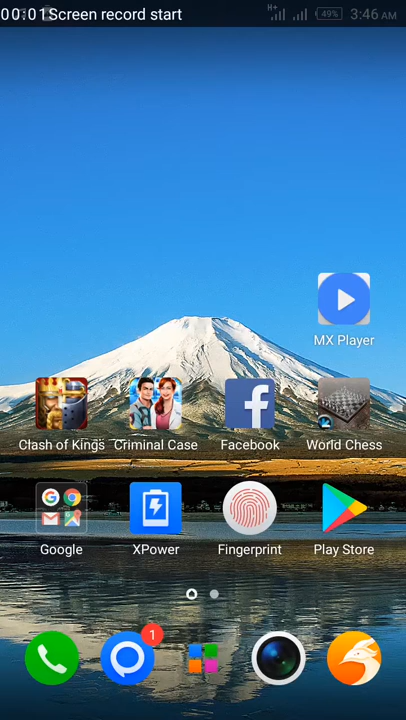 00:01 Screen record start
H+ 49% 3:46 AM
MX Player
Clash of Kings Criminal Case Facebook World Chess
Google XPower Fingerprint Play Store
1